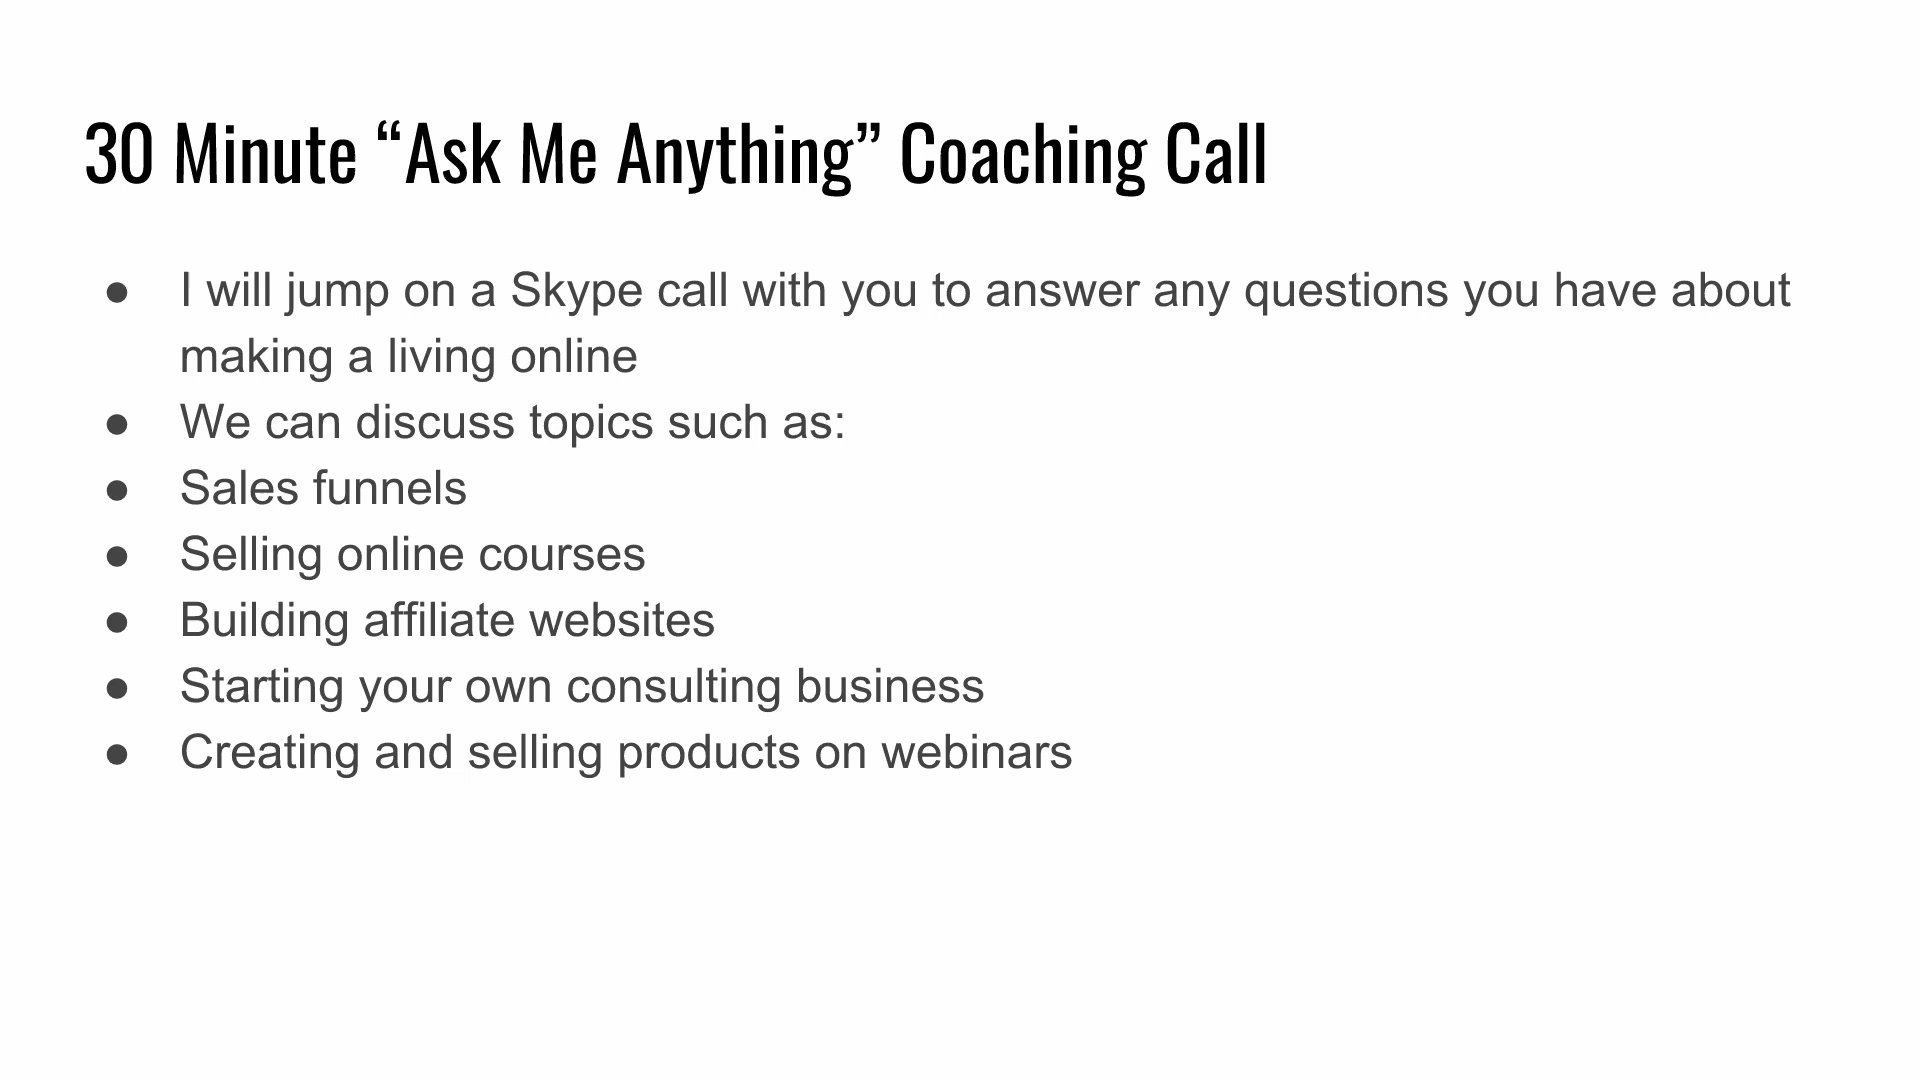 30 Minute “Ask Me Anything” Coaching Call
● I will jump on a Skype call with you to answer any questions you have about
making a living online
● We can discuss topics such as:
● Sales funnels
● Selling online courses
● Building affiliate websites
● Starting your own consulting business
● Creating and selling products on webinars